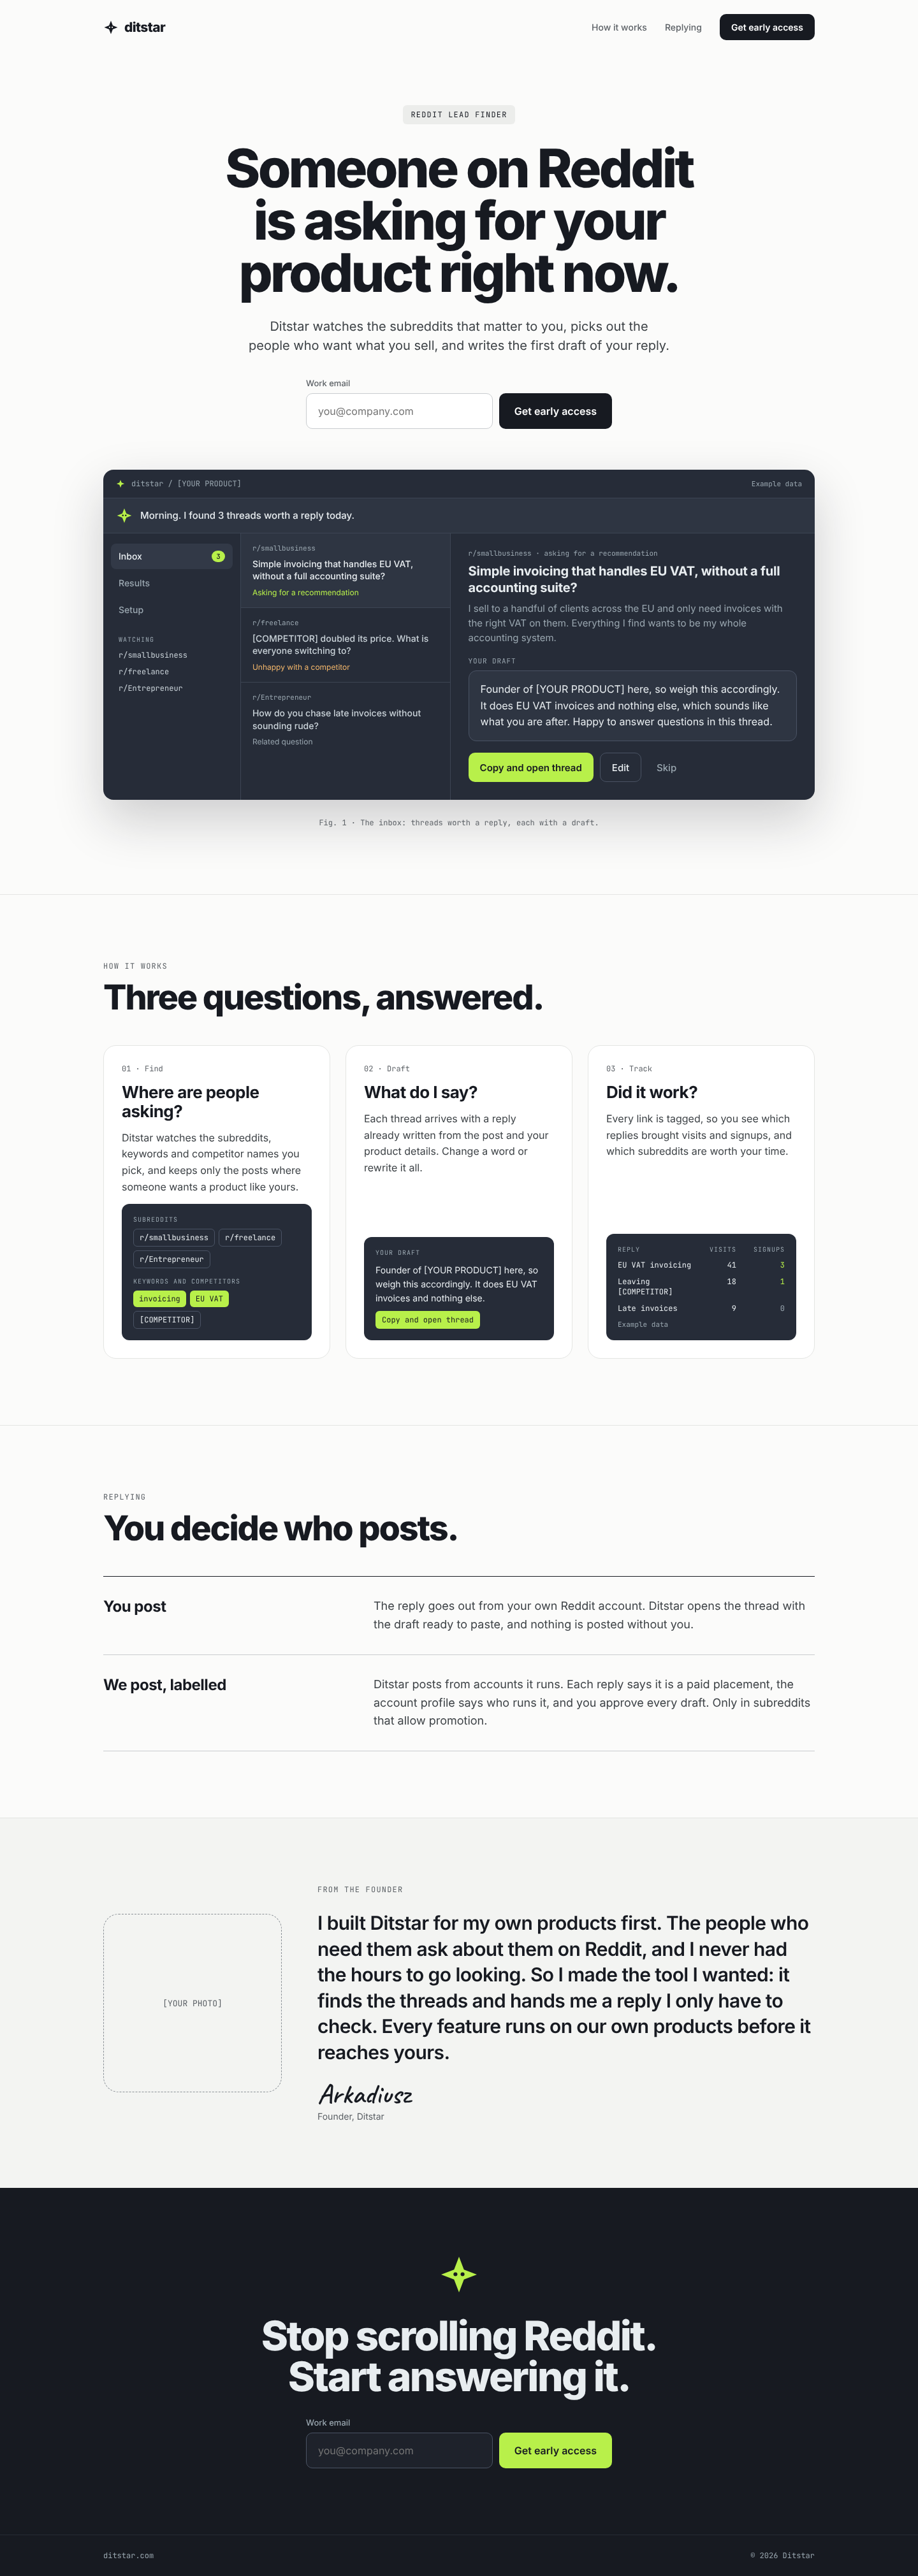 ditstar
How it works
Replying
Get early access
REDDIT LEAD FINDER
Someone on Reddit
is asking for your
product right now.
Ditstar watches the subreddits that matter to you, picks out the
people who want what you sell, and writes the first draft of your reply.
Work email
you@company.com
Get early access
ditstar / [YOUR PRODUCT]
Example data
Morning. I found 3 threads worth a reply today.
Inbox
3
Results
Setup
WATCHING
r/smallbusiness
r/freelance
r/Entrepreneur
r/smallbusiness
Simple invoicing that handles EU VAT,
without a full accounting suite?
Asking for a recommendation
r/freelance
[COMPETITOR] doubled its price. What is
everyone switching to?
Unhappy with a competitor
r/Entrepreneur
How do you chase late invoices without
sounding rude?
Related question
r/smallbusiness · asking for a recommendation
Simple invoicing that handles EU VAT, without a full
accounting suite?
I sell to a handful of clients across the EU and only need invoices with
the right VAT on them. Everything I find wants to be my whole
accounting system.
YOUR DRAFT
Founder of [YOUR PRODUCT] here, so weigh this accordingly.
It does EU VAT invoices and nothing else, which sounds like
what you are after. Happy to answer questions in this thread.
Copy and open thread
Edit
Skip
Fig. 1 · The inbox: threads worth a reply, each with a draft.
HOW IT WORKS
Three questions, answered.
01 · Find
Where are people
asking?
Ditstar watches the subreddits,
keywords and competitor names you
pick, and keeps only the posts where
someone wants a product like yours.
SUBREDDITS
r/smallbusiness
r/freelance
r/Entrepreneur
KEYWORDS AND COMPETITORS
invoicing
EU VAT
[COMPETITOR]
02 · Draft
What do I say?
Each thread arrives with a reply
already written from the post and your
product details. Change a word or
rewrite it all.
YOUR DRAFT
Founder of [YOUR PRODUCT] here, so
weigh this accordingly. It does EU VAT
invoices and nothing else.
Copy and open thread
03 · Track
Did it work?
Every link is tagged, so you see which
replies brought visits and signups, and
which subreddits are worth your time.
REPLY VISITS SIGNUPS
EU VAT invoicing 41 3
Leaving 18 1
[COMPETITOR]
Late invoices 9 0
Example data
REPLYING
You decide who posts.
You post
The reply goes out from your own Reddit account. Ditstar opens the thread with
the draft ready to paste, and nothing is posted without you.
We post, labelled
Ditstar posts from accounts it runs. Each reply says it is a paid placement, the
account profile says who runs it, and you approve every draft. Only in subreddits
that allow promotion.
[YOUR PHOTO]
FROM THE FOUNDER
I built Ditstar for my own products first. The people who
need them ask about them on Reddit, and I never had
the hours to go looking. So I made the tool I wanted: it
finds the threads and hands me a reply I only have to
check. Every feature runs on our own products before it
reaches yours.
Arkadiusz
Founder, Ditstar
Stop scrolling Reddit.
Start answering it.
Work email
you@company.com
Get early access
ditstar.com
© 2026 Ditstar